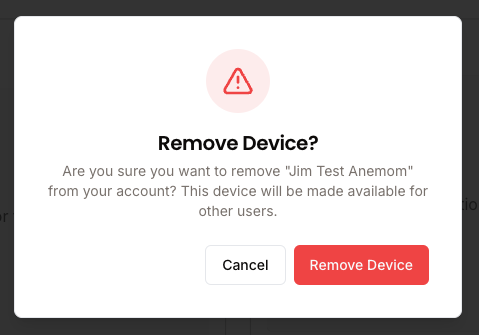 Remove Device?
Are you sure you want to remove "Jim Test Anemom"
from your account? This device will be made available for
other users.
Cancel
Remove Device